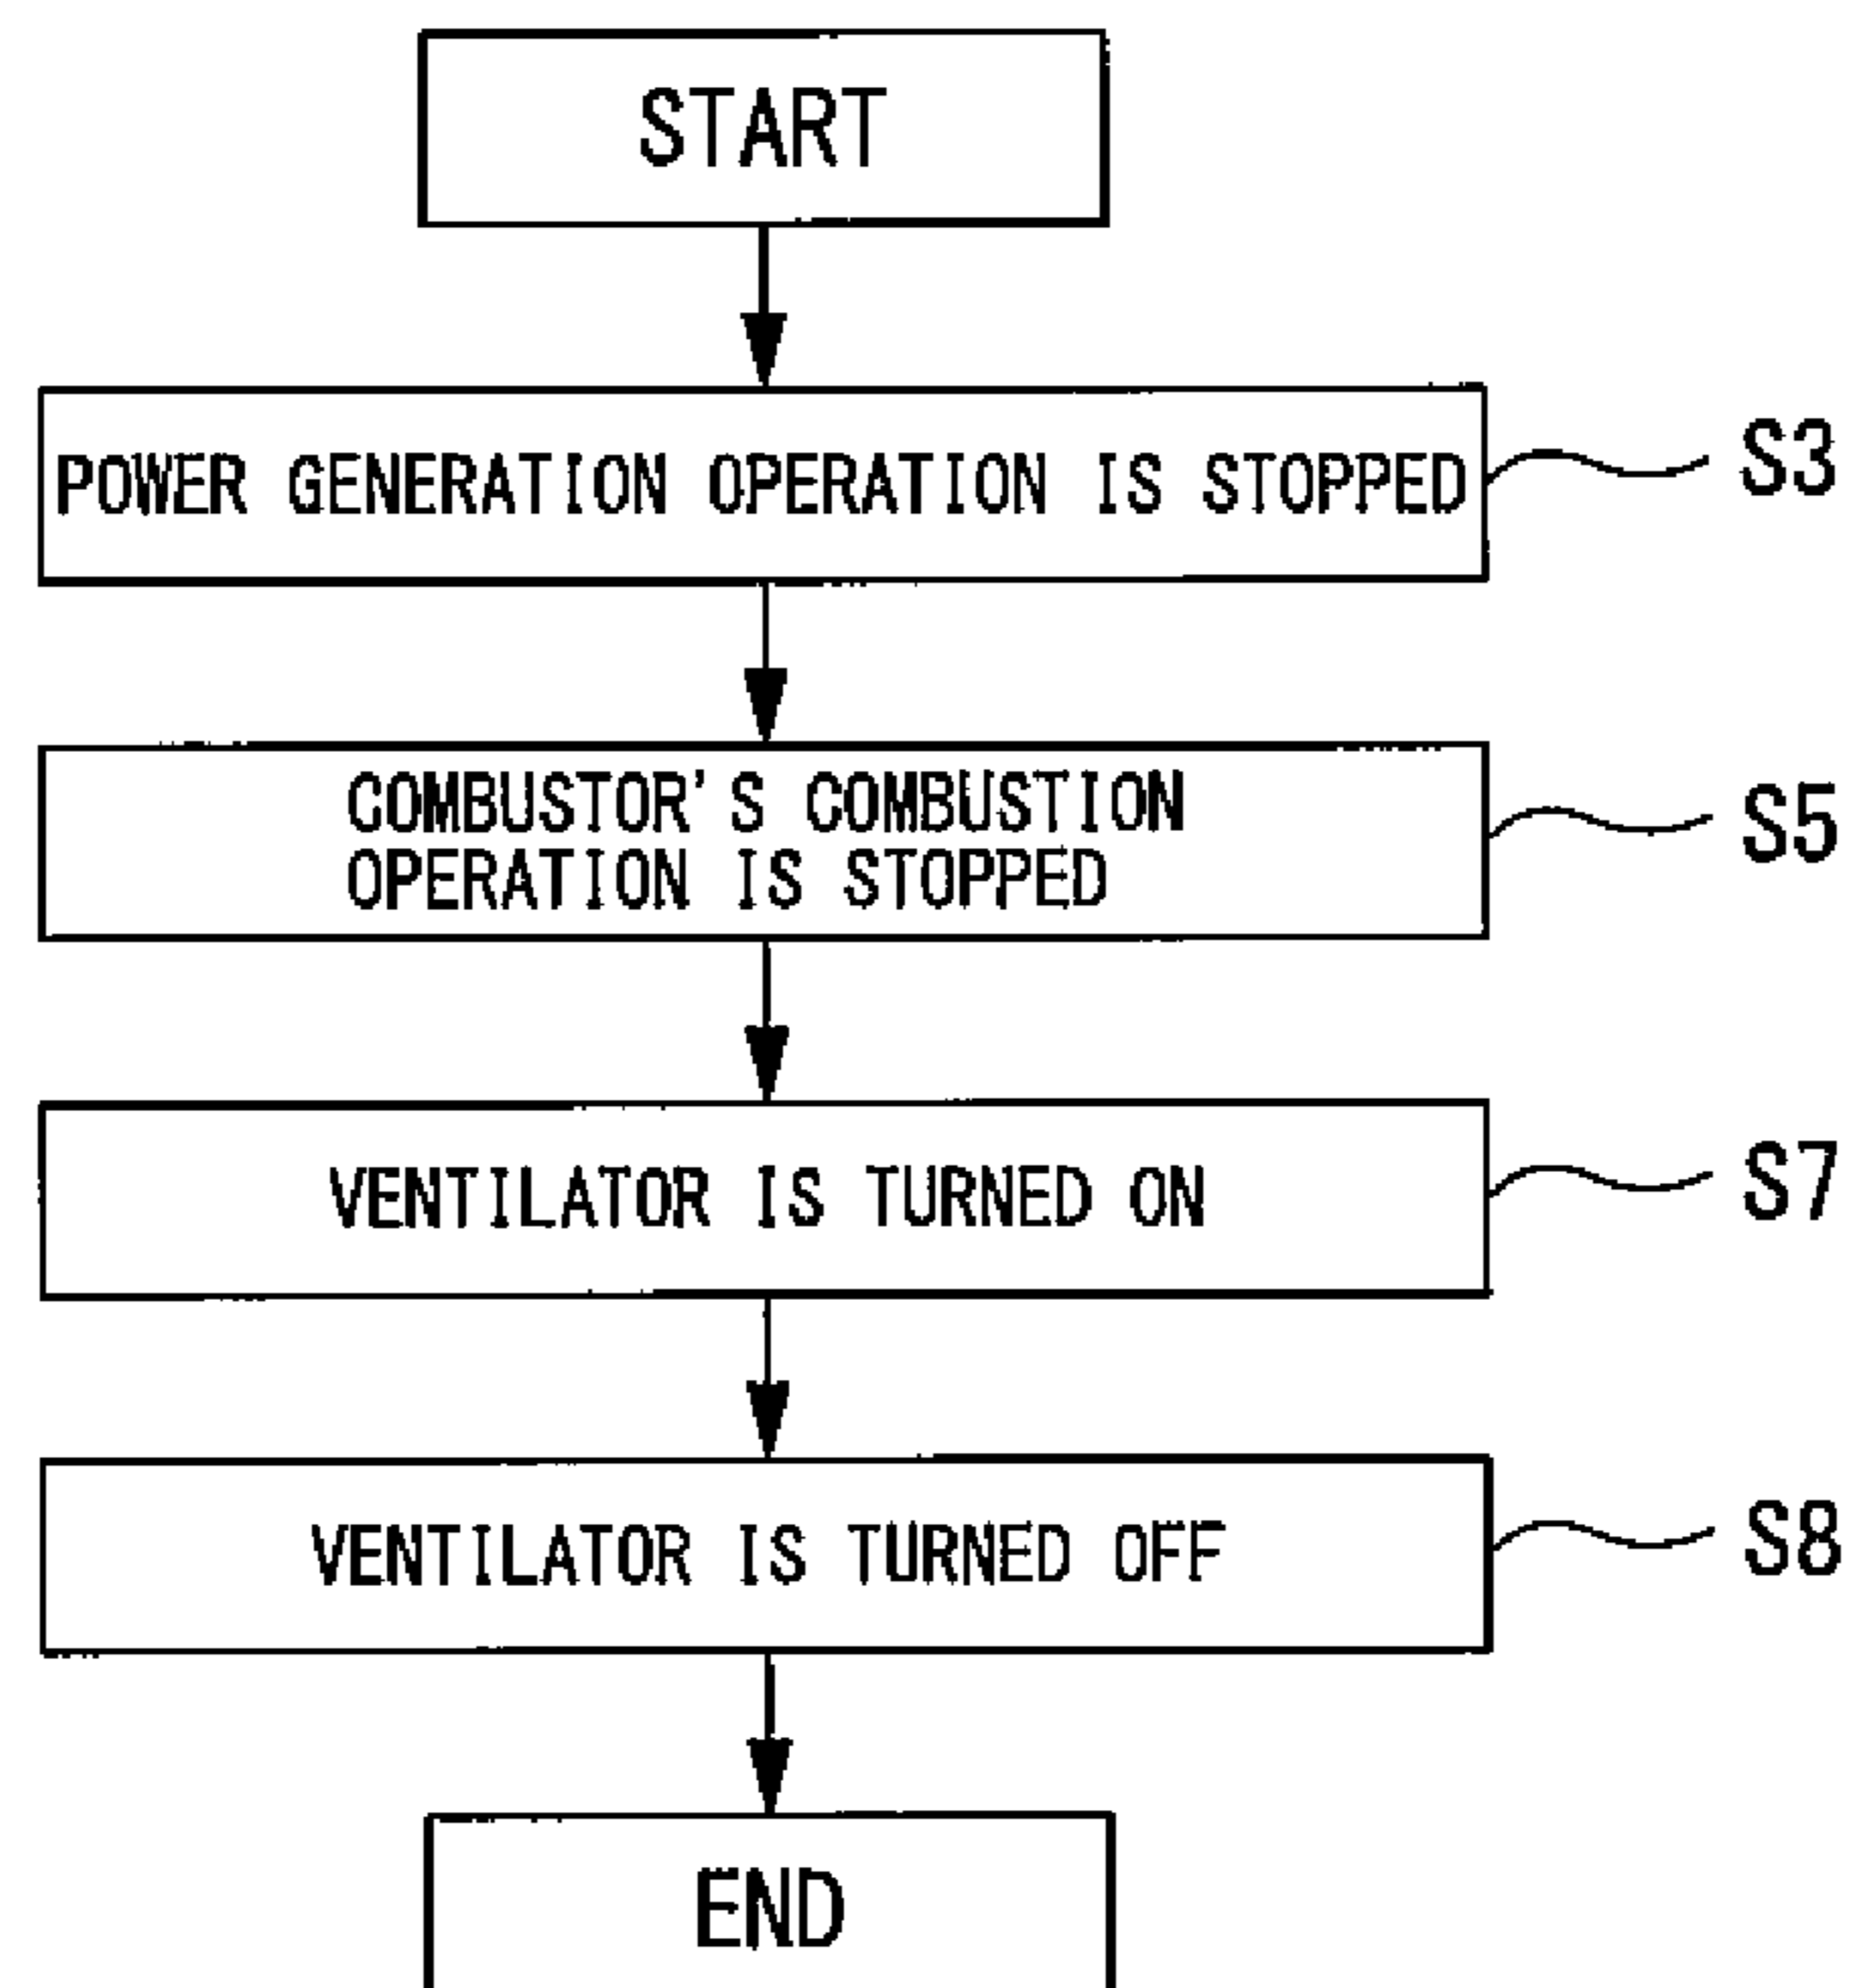 START
POWER GENERATION OPERATION IS STOPPED
S3
COMBUSTOR'S COMBUSTION
OPERATION IS STOPPED
S5
VENTILATOR IS TURNED ON
S7
VENTILATOR IS TURNED OFF
S8
END